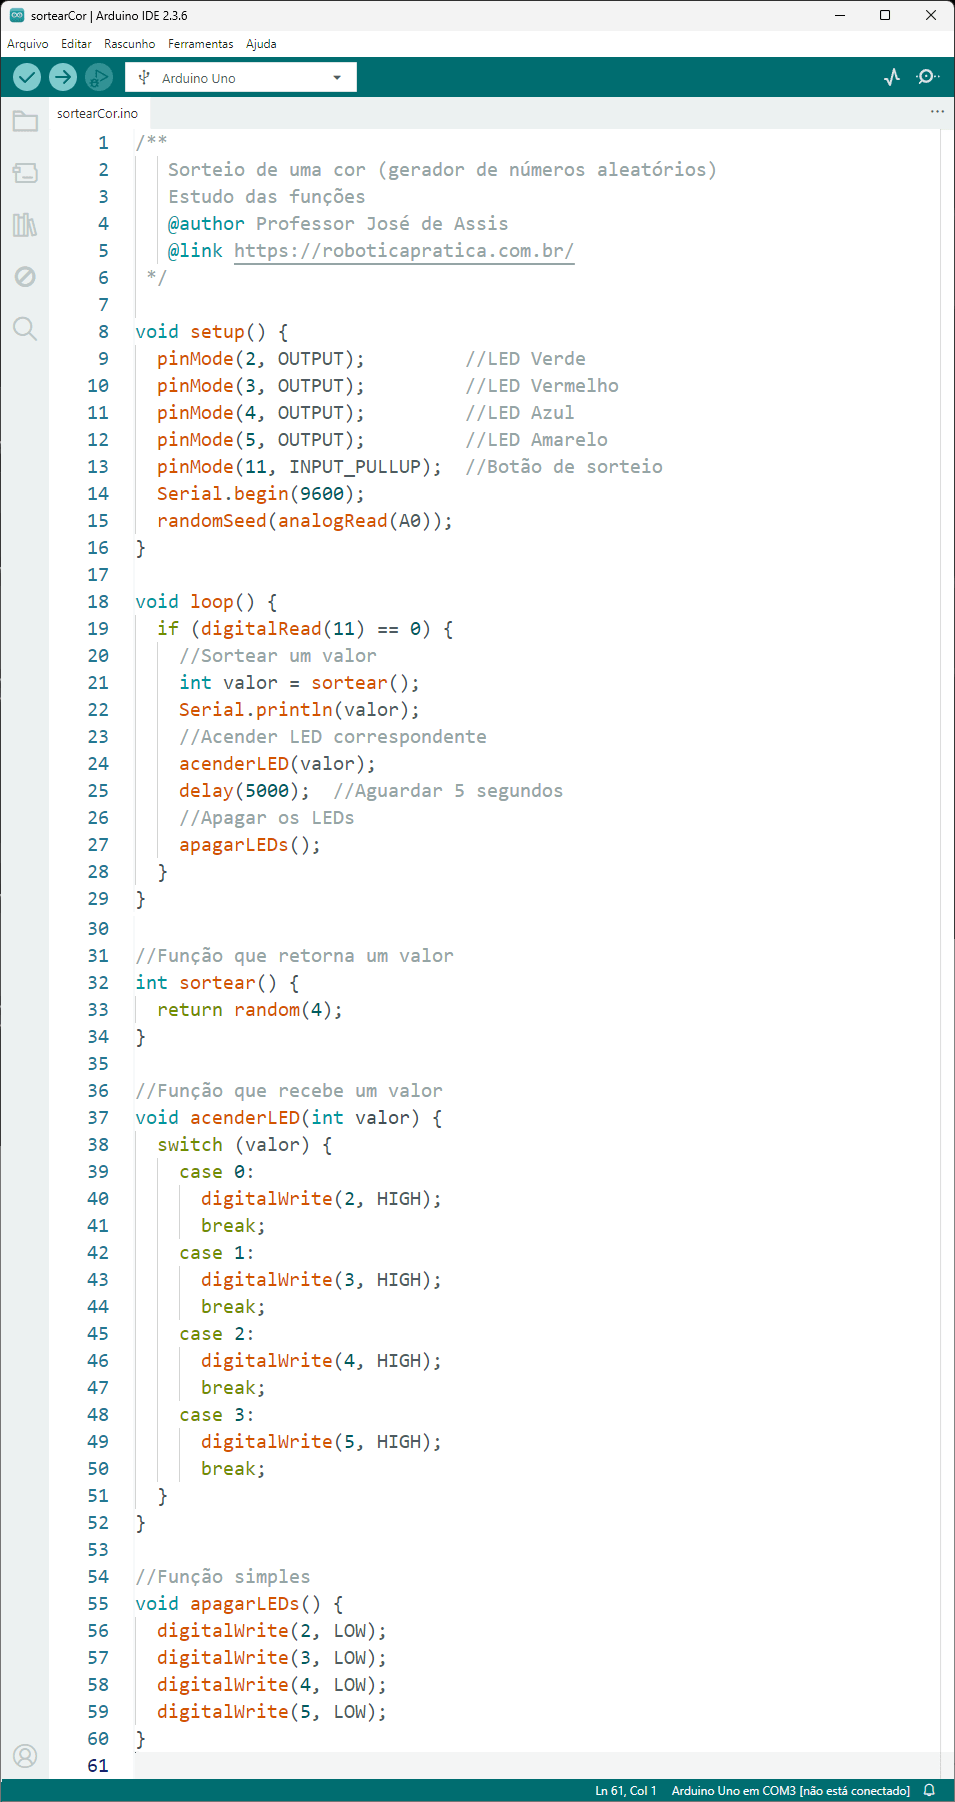 sortearCor | Arduino IDE 2.3.6
Arquivo Editar Rascunho Ferramentas Ajuda
Arduino Uno
sortearCor.ino
1 /**
2    Sorteio de uma cor (gerador de números aleatórios)
3    Estudo das funções
4    @author Professor José de Assis
5    @link https://roboticapratica.com.br/
6  */
7
8 void setup() {
9   pinMode(2, OUTPUT);         //LED Verde
10   pinMode(3, OUTPUT);         //LED Vermelho
11   pinMode(4, OUTPUT);         //LED Azul
12   pinMode(5, OUTPUT);         //LED Amarelo
13   pinMode(11, INPUT_PULLUP);  //Botão de sorteio
14   Serial.begin(9600);
15   randomSeed(analogRead(A0));
16 }
17
18 void loop() {
19   if (digitalRead(11) == 0) {
20     //Sortear um valor
21     int valor = sortear();
22     Serial.println(valor);
23     //Acender LED correspondente
24     acenderLED(valor);
25     delay(5000);  //Aguardar 5 segundos
26     //Apagar os LEDs
27     apagarLEDs();
28   }
29 }
30
31 //Função que retorna um valor
32 int sortear() {
33   return random(4);
34 }
35
36 //Função que recebe um valor
37 void acenderLED(int valor) {
38   switch (valor) {
39     case 0:
40       digitalWrite(2, HIGH);
41       break;
42     case 1:
43       digitalWrite(3, HIGH);
44       break;
45     case 2:
46       digitalWrite(4, HIGH);
47       break;
48     case 3:
49       digitalWrite(5, HIGH);
50       break;
51   }
52 }
53
54 //Função simples
55 void apagarLEDs() {
56   digitalWrite(2, LOW);
57   digitalWrite(3, LOW);
58   digitalWrite(4, LOW);
59   digitalWrite(5, LOW);
60 }
61
Ln 61, Col 1 Arduino Uno em COM3 [não está conectado]